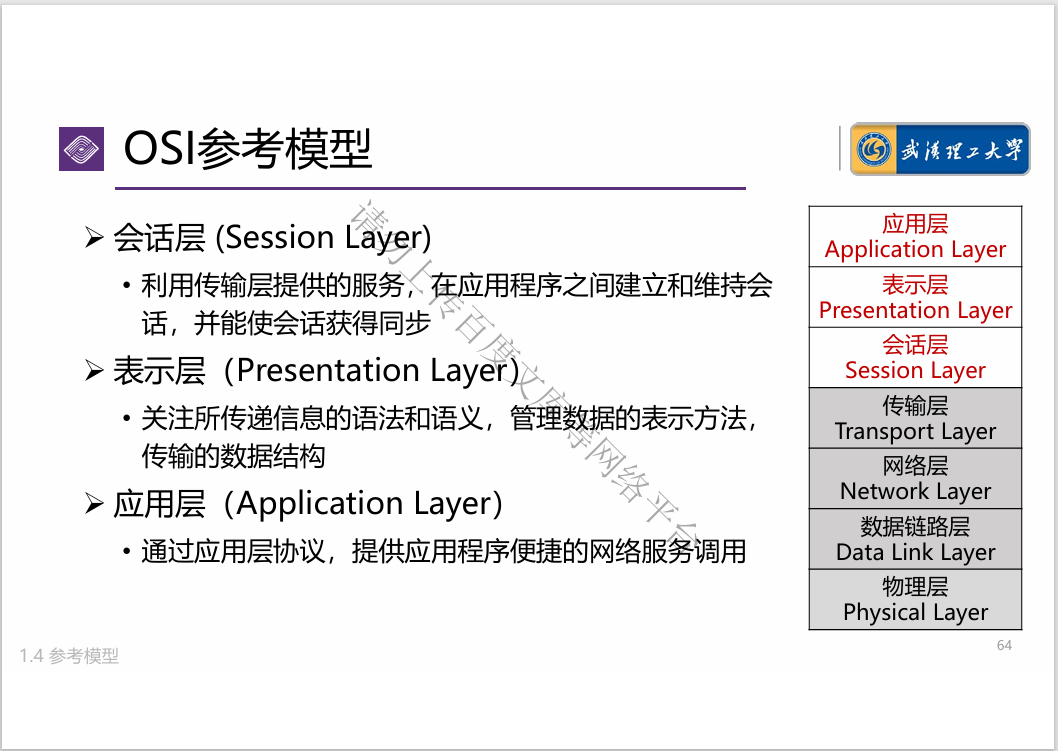 OSI参考模型
武汉理工大学
会话层 (Session Layer)
• 利用传输层提供的服务，在应用程序之间建立和维持会
话，并能使会话获得同步
表示层（Presentation Layer）
• 关注所传递信息的语法和语义，管理数据的表示方法，
传输的数据结构
应用层（Application Layer）
• 通过应用层协议，提供应用程序便捷的网络服务调用
应用层
Application Layer
表示层
Presentation Layer
会话层
Session Layer
传输层
Transport Layer
网络层
Network Layer
数据链路层
Data Link Layer
物理层
Physical Layer
请勿上传百度文库等网络平台
1.4 参考模型
64